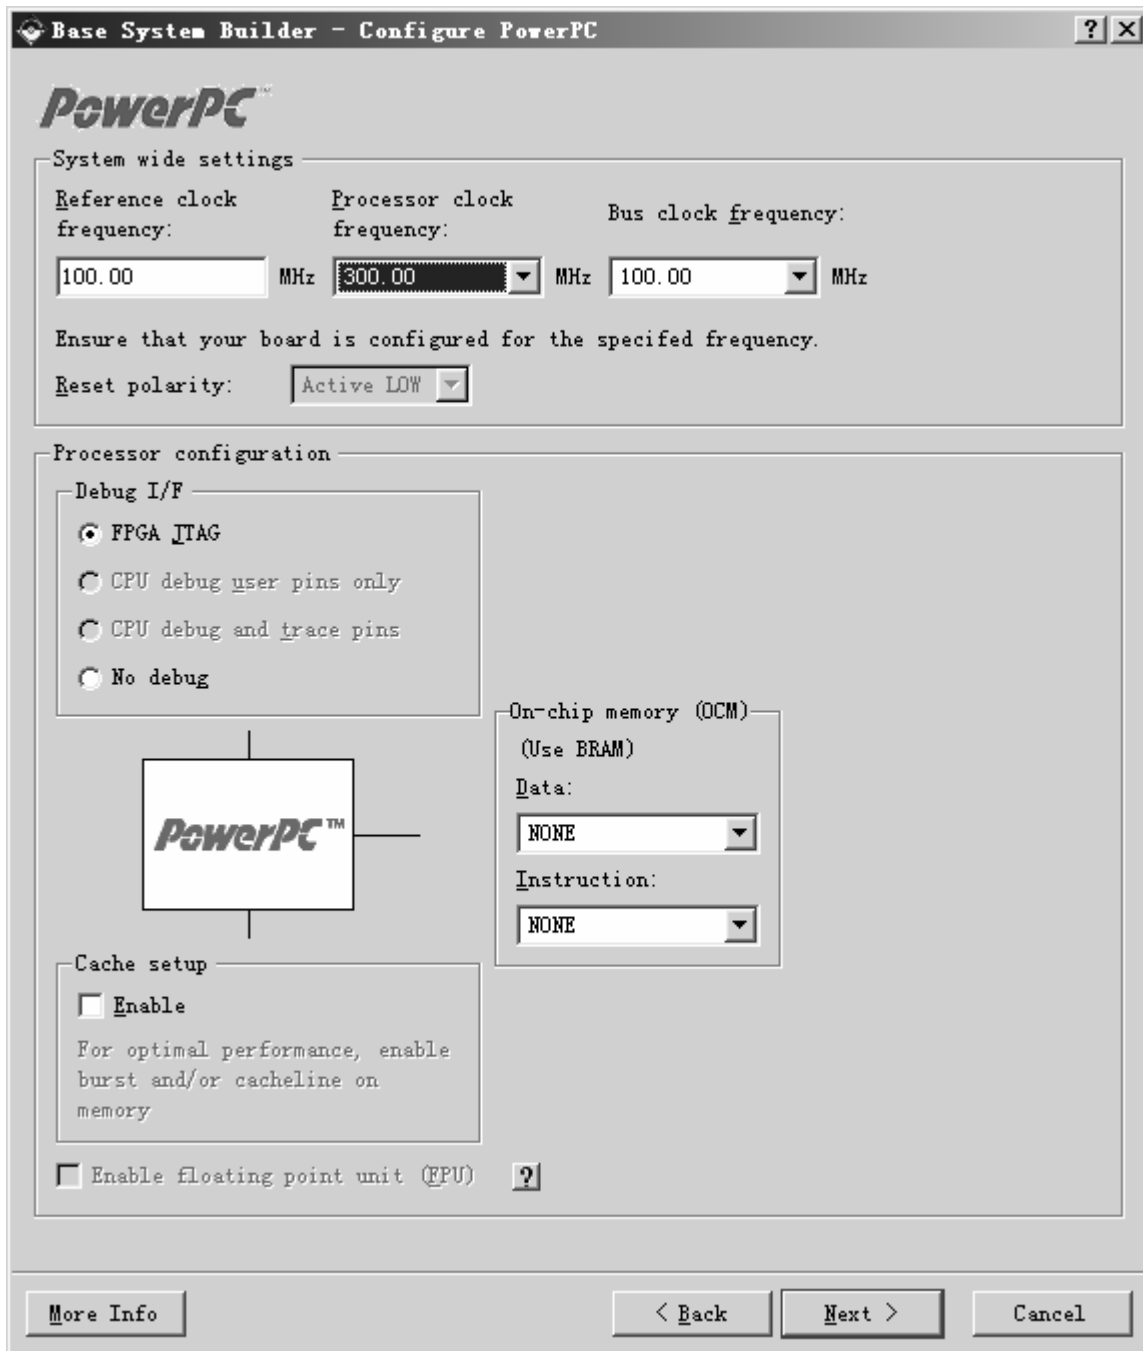 Base System Builder - Configure PowerPC
PowerPC™
System wide settings
Reference clock frequency:
Processor clock frequency:
Bus clock frequency:
100.00 MHz 300.00 MHz 100.00 MHz
Ensure that your board is configured for the specifed frequency.
Reset polarity: Active LOW
Processor configuration
Debug I/F
FPGA JTAG
CPU debug user pins only
CPU debug and trace pins
No debug
On-chip memory (OCM)
(Use BRAM)
Data:
NONE
Instruction:
NONE
PowerPC™
Cache setup
Enable
For optimal performance, enable
burst and/or cacheline on
memory
Enable floating point unit (FPU) ?
More Info < Back Next > Cancel